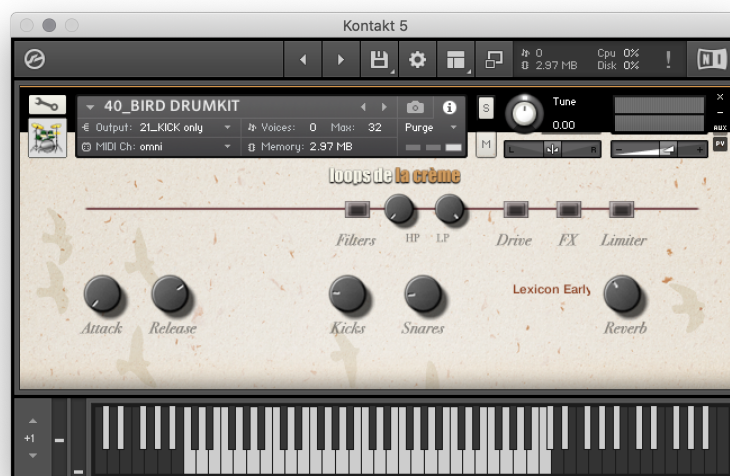 Kontakt 5
0 Cpu 0%
2.97 MB Disk 0% !
40_BIRD DRUMKIT i S Tune ×
Output: 21_KICK only Voices: 0 Max: 32 Purge 0.00 – AUX
MIDI Ch: omni Memory: 2.97 MB M L R – + PV
loops de la crème
Filters HP LP Drive FX Limiter
Lexicon Early
Attack Release Kicks Snares Reverb
+1